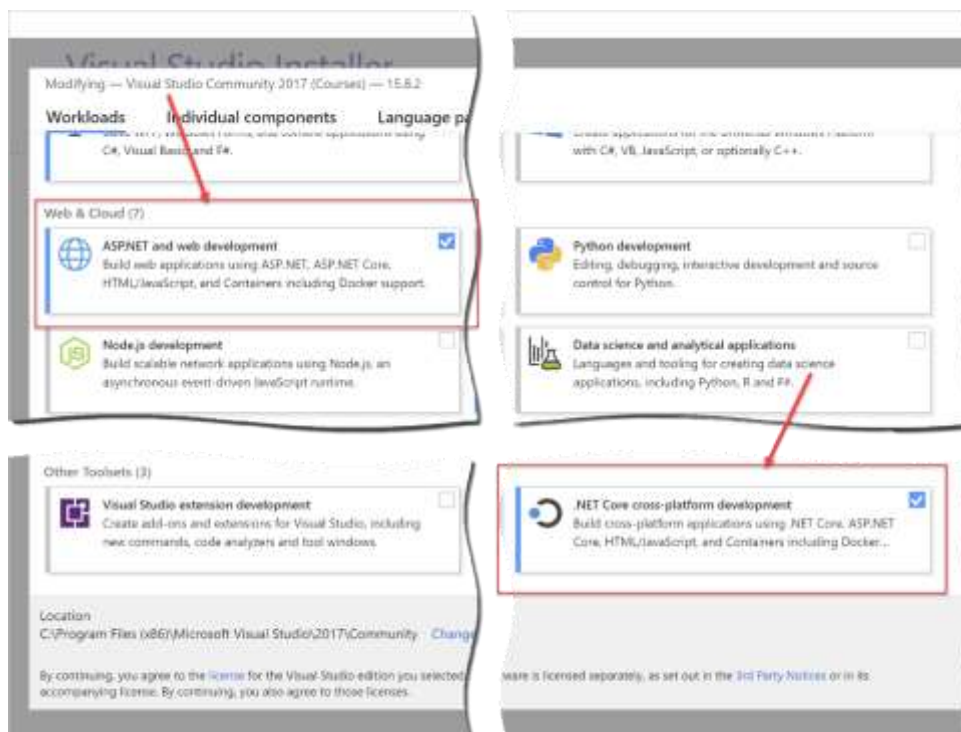 Visual Studio Installer
Modifying — Visual Studio Community 2017 (Courses) — 15.8.2
Workloads Individual components Language pa
C#, Visual Basic and F#.
with C#, VB, JavaScript, or optionally C++.
Web & Cloud (7)
ASP.NET and web development
Build web applications using ASP.NET, ASP.NET Core,
HTML/JavaScript, and Containers including Docker support.
Python development
Editing, debugging, interactive development and source
control for Python.
Node.js development
Build scalable network applications using Node.js, an
asynchronous event-driven JavaScript runtime.
Data science and analytical applications
Languages and tooling for creating data science
applications, including Python, R and F#.
Other Toolsets (3)
Visual Studio extension development
Create add-ons and extensions for Visual Studio, including
new commands, code analyzers and tool windows.
.NET Core cross-platform development
Build cross-platform applications using .NET Core, ASP.NET
Core, HTML/JavaScript, and Containers including Docker...
Location
C:\Program Files (x86)\Microsoft Visual Studio\2017\Community Change
By continuing, you agree to the license for the Visual Studio edition you selected. ware is licensed separately, as set out in the 3rd Party Notices or in its
accompanying license. By continuing, you also agree to those licenses.